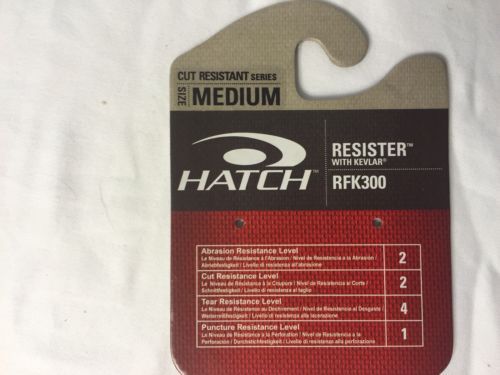 CUT RESISTANT SERIES
SIZE MEDIUM
HATCH™
RESISTER™
WITH KEVLAR®
RFK300
Abrasion Resistance Level
Le Niveau de Résistance à l'Abrasion / Nivel de Resistencia a la Abrasión /
Abriebfestigkeit / Livello di resistenza all'abrasione
2
Cut Resistance Level
Le Niveau de Résistance à la Coupure / Nivel de Resistencia al Corte /
Schnittfestigkeit / Livello di resistenza al taglio
2
Tear Resistance Level
Le Niveau de Résistance au Déchirement / Nivel de Resistencia al Desgaste /
Weiterreißfestigkeit / Livello di resistenza alla lacerazione
4
Puncture Resistance Level
Le Niveau de Résistance a la Perforation / Nivel de Resistencia a la
Perforación / Durchstichfestigkeit / Livello di resistenza alla perforazione
1